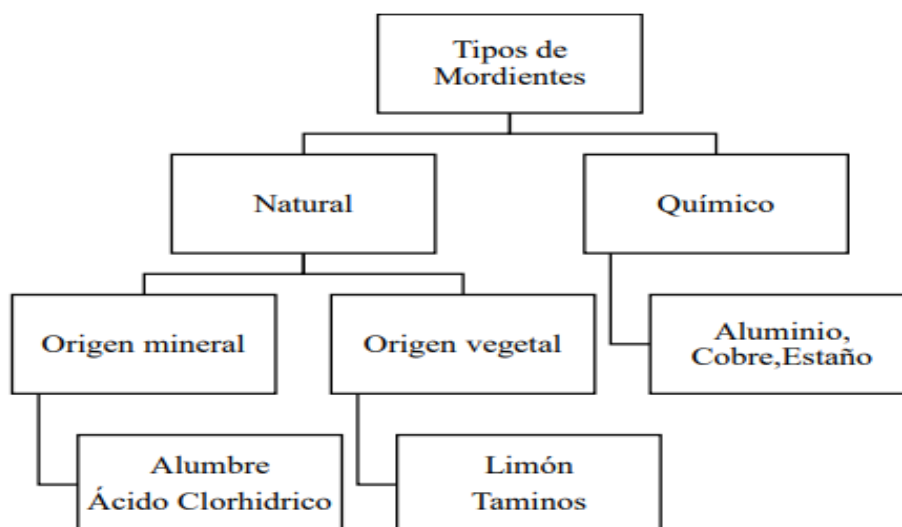 Tipos de
Mordientes
Natural
Químico
Origen mineral
Origen vegetal
Aluminio,
Cobre,Estaño
Alumbre
Ácido Clorhidrico
Limón
Taminos